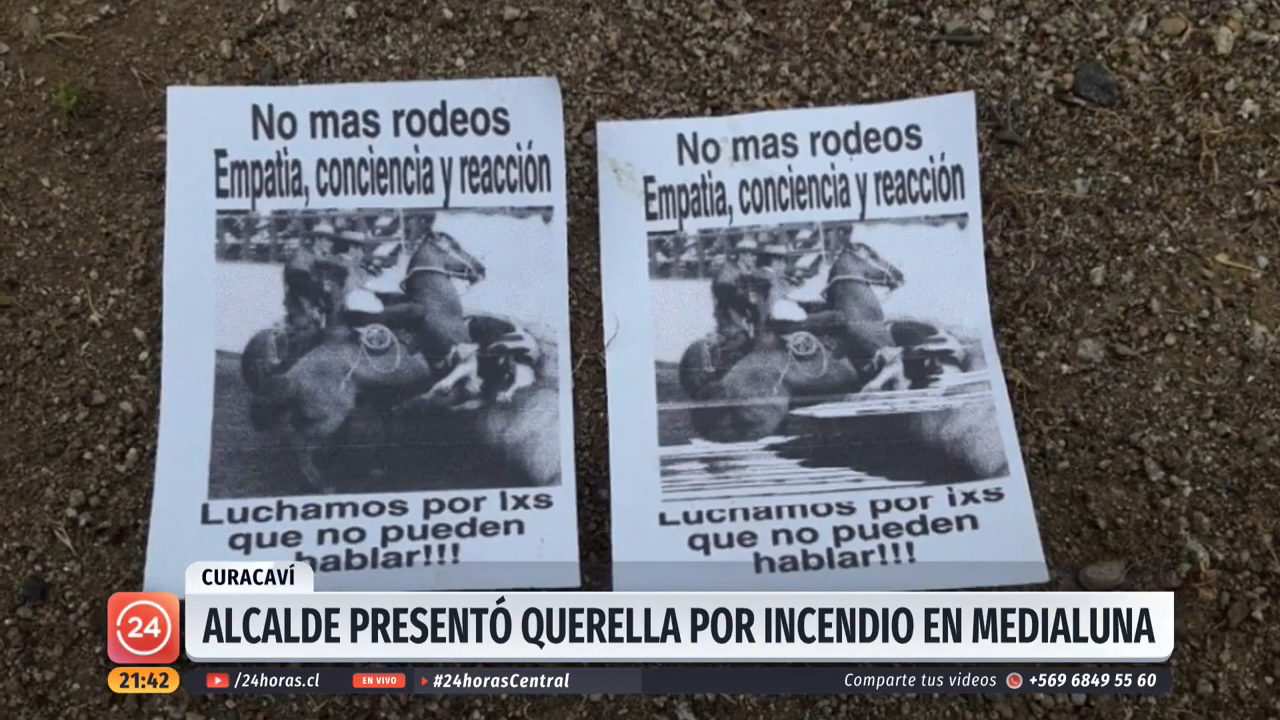 No mas rodeos
Empatia, conciencia y reacción
Luchamos por lxs
que no pueden
hablar!!!
No mas rodeos
Empatia, conciencia y reacción
Luchamos por lxs
que no pueden
hablar!!!
CURACAVÍ
24
ALCALDE PRESENTÓ QUERELLA POR INCENDIO EN MEDIALUNA
21:42
/24horas.cl
EN VIVO
#24horasCentral
Comparte tus videos
+569 6849 55 60